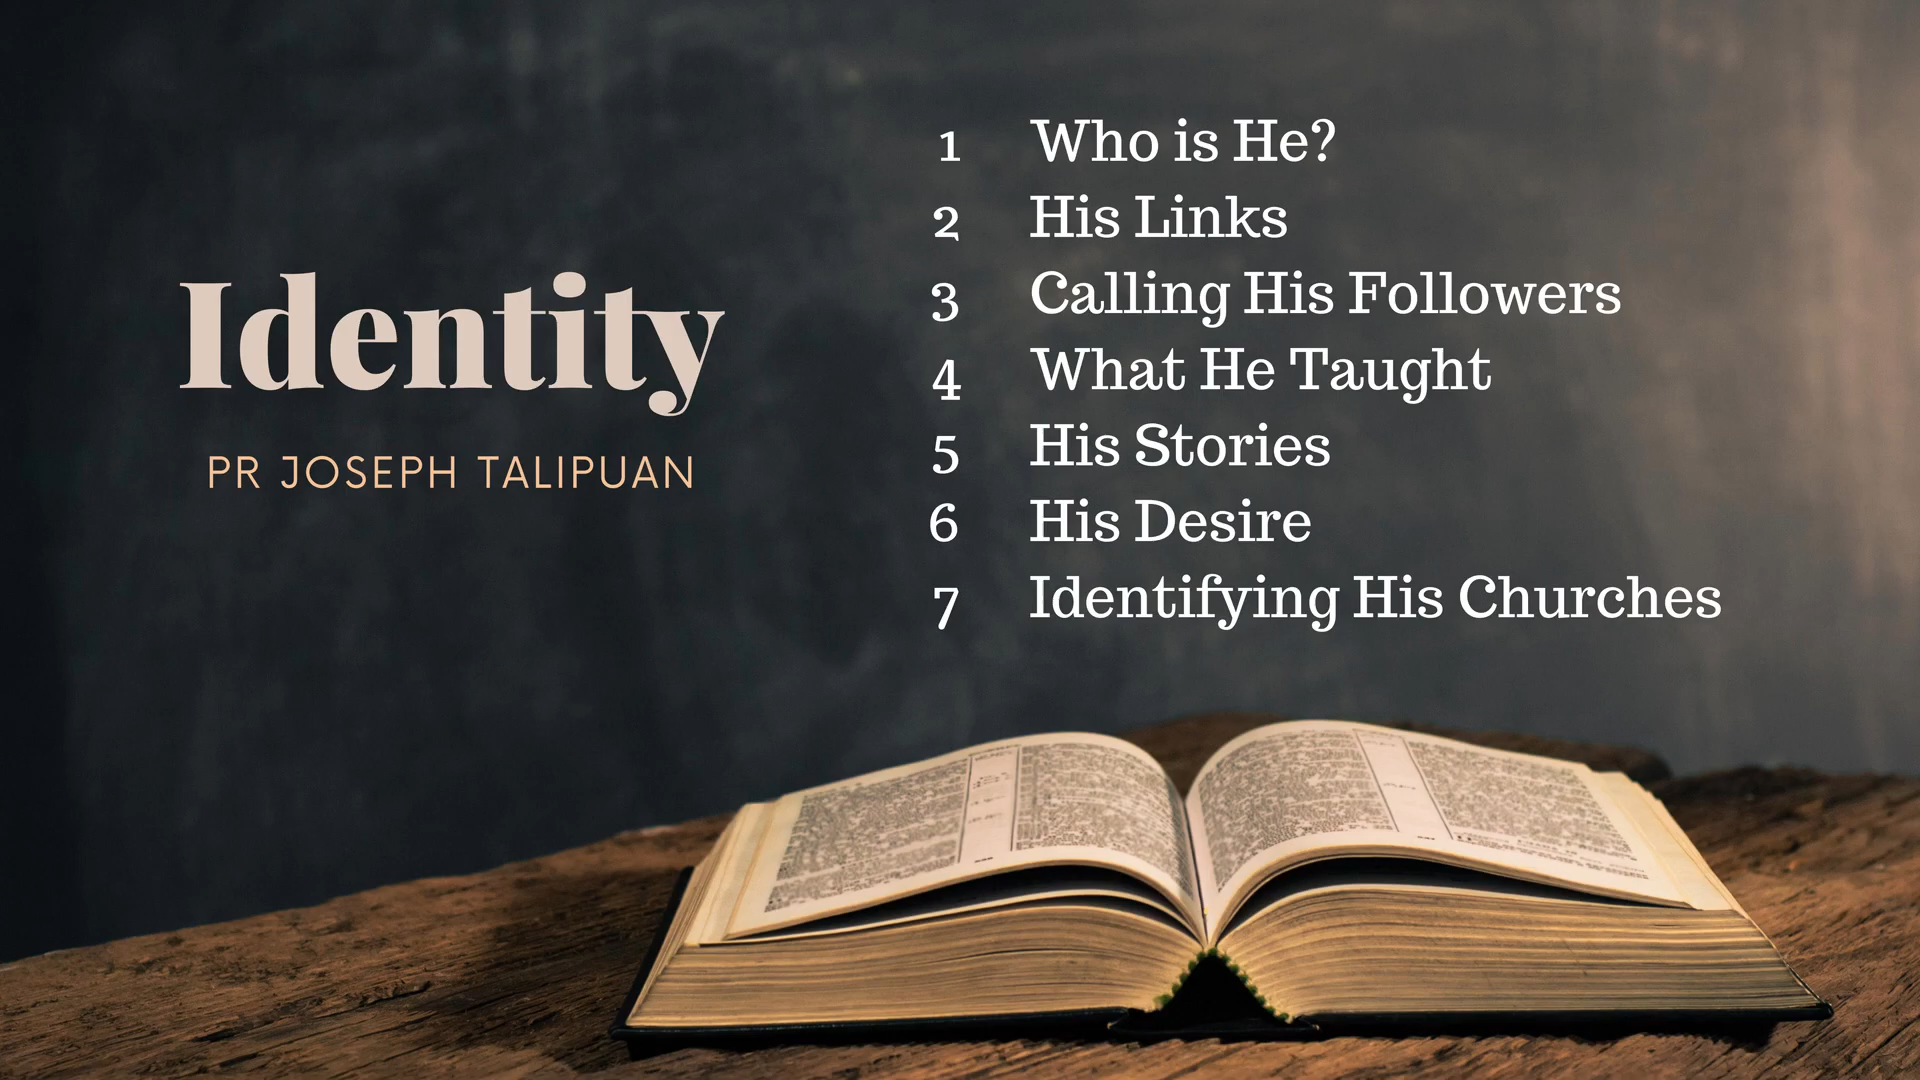 Identity
PR JOSEPH TALIPUAN
1 Who is He?
2 His Links
3 Calling His Followers
4 What He Taught
5 His Stories
6 His Desire
7 Identifying His Churches